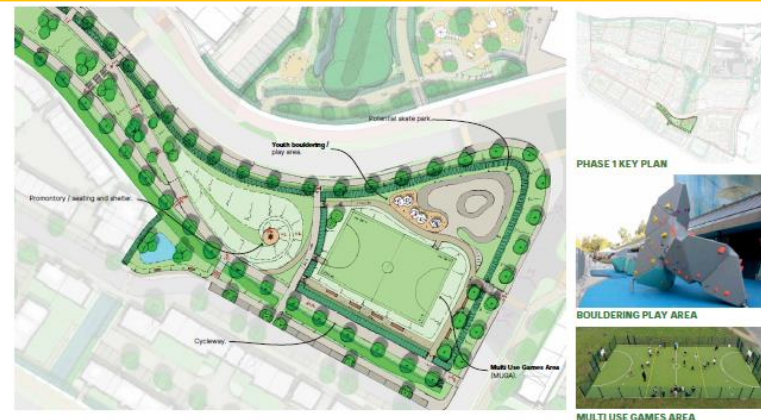 Potential skate park.
Youth bouldering /
play area.
Promontory / seating and shelter.
Cycleway.
Multi Use Games Area
(MUGA).
PHASE 1 KEY PLAN
BOULDERING PLAY AREA
MULTI USE GAMES AREA